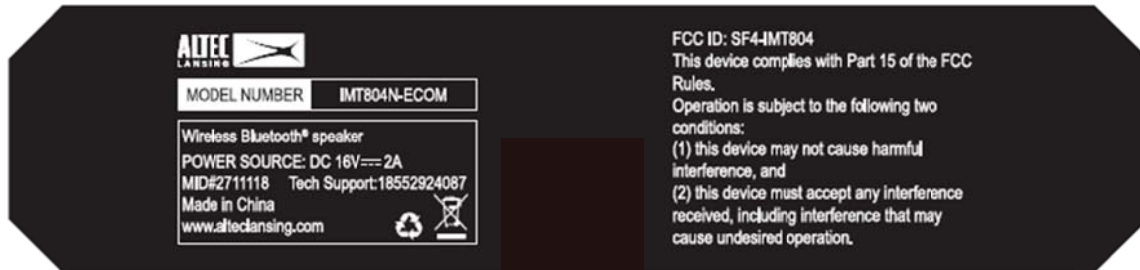 ALTEC
LANSING
MODEL NUMBER IMT804N-ECOM
Wireless Bluetooth® speaker
POWER SOURCE: DC 16V⎓2A
MID#2711118 Tech Support:18552924087
Made in China
www.alteclansing.com
FCC ID: SF4-IMT804
This device complies with Part 15 of the FCC
Rules.
Operation is subject to the following two
conditions:
(1) this device may not cause harmful
interference, and
(2) this device must accept any interference
received, including interference that may
cause undesired operation.